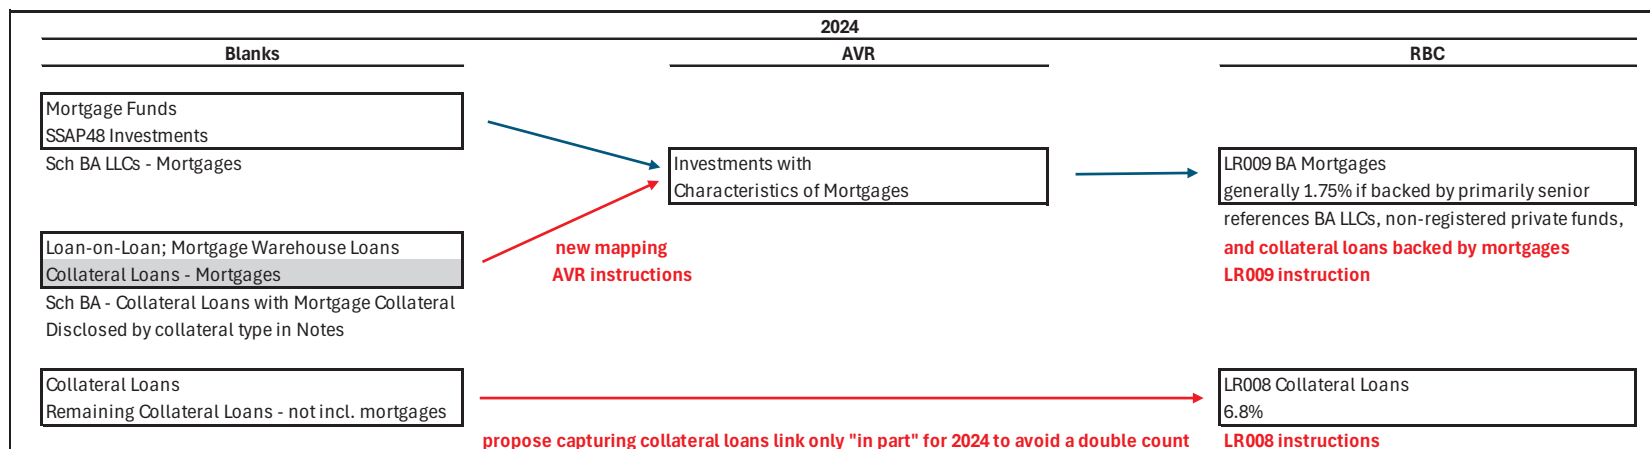 2024
Blanks
AVR
RBC
Mortgage Funds
SSAP48 Investments
Sch BA LLCs - Mortgages
Investments with
Characteristics of Mortgages
LR009 BA Mortgages
generally 1.75% if backed by primarily senior
references BA LLCs, non-registered private funds,
and collateral loans backed by mortgages
LR009 instruction
Loan-on-Loan; Mortgage Warehouse Loans
Collateral Loans - Mortgages
Sch BA - Collateral Loans with Mortgage Collateral
Disclosed by collateral type in Notes
new mapping
AVR instructions
Collateral Loans
Remaining Collateral Loans - not incl. mortgages
LR008 Collateral Loans
6.8%
propose capturing collateral loans link only "in part" for 2024 to avoid a double count
LR008 instructions